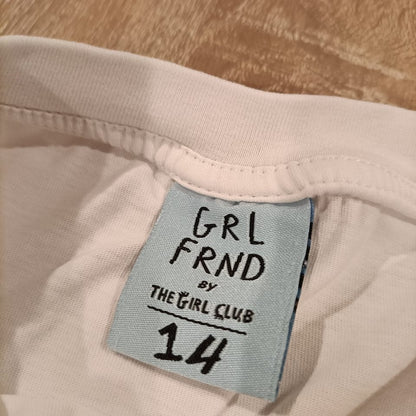 GRL
FRND
BY
THE GIRL CLUB
14